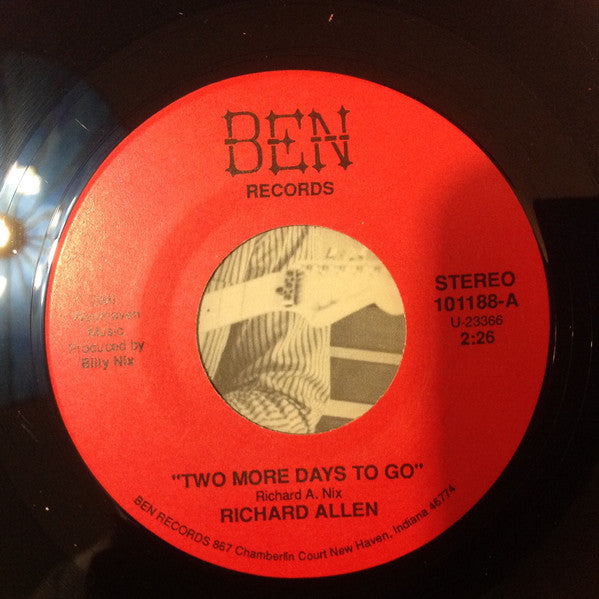 BEN
RECORDS
STEREO
101188-A
U-23366
2:26
Music
Produced by
Billy Nix
"TWO MORE DAYS TO GO"
Richard A. Nix
RICHARD ALLEN
BEN RECORDS 867 Chamberlin Court New Haven, Indiana 46774